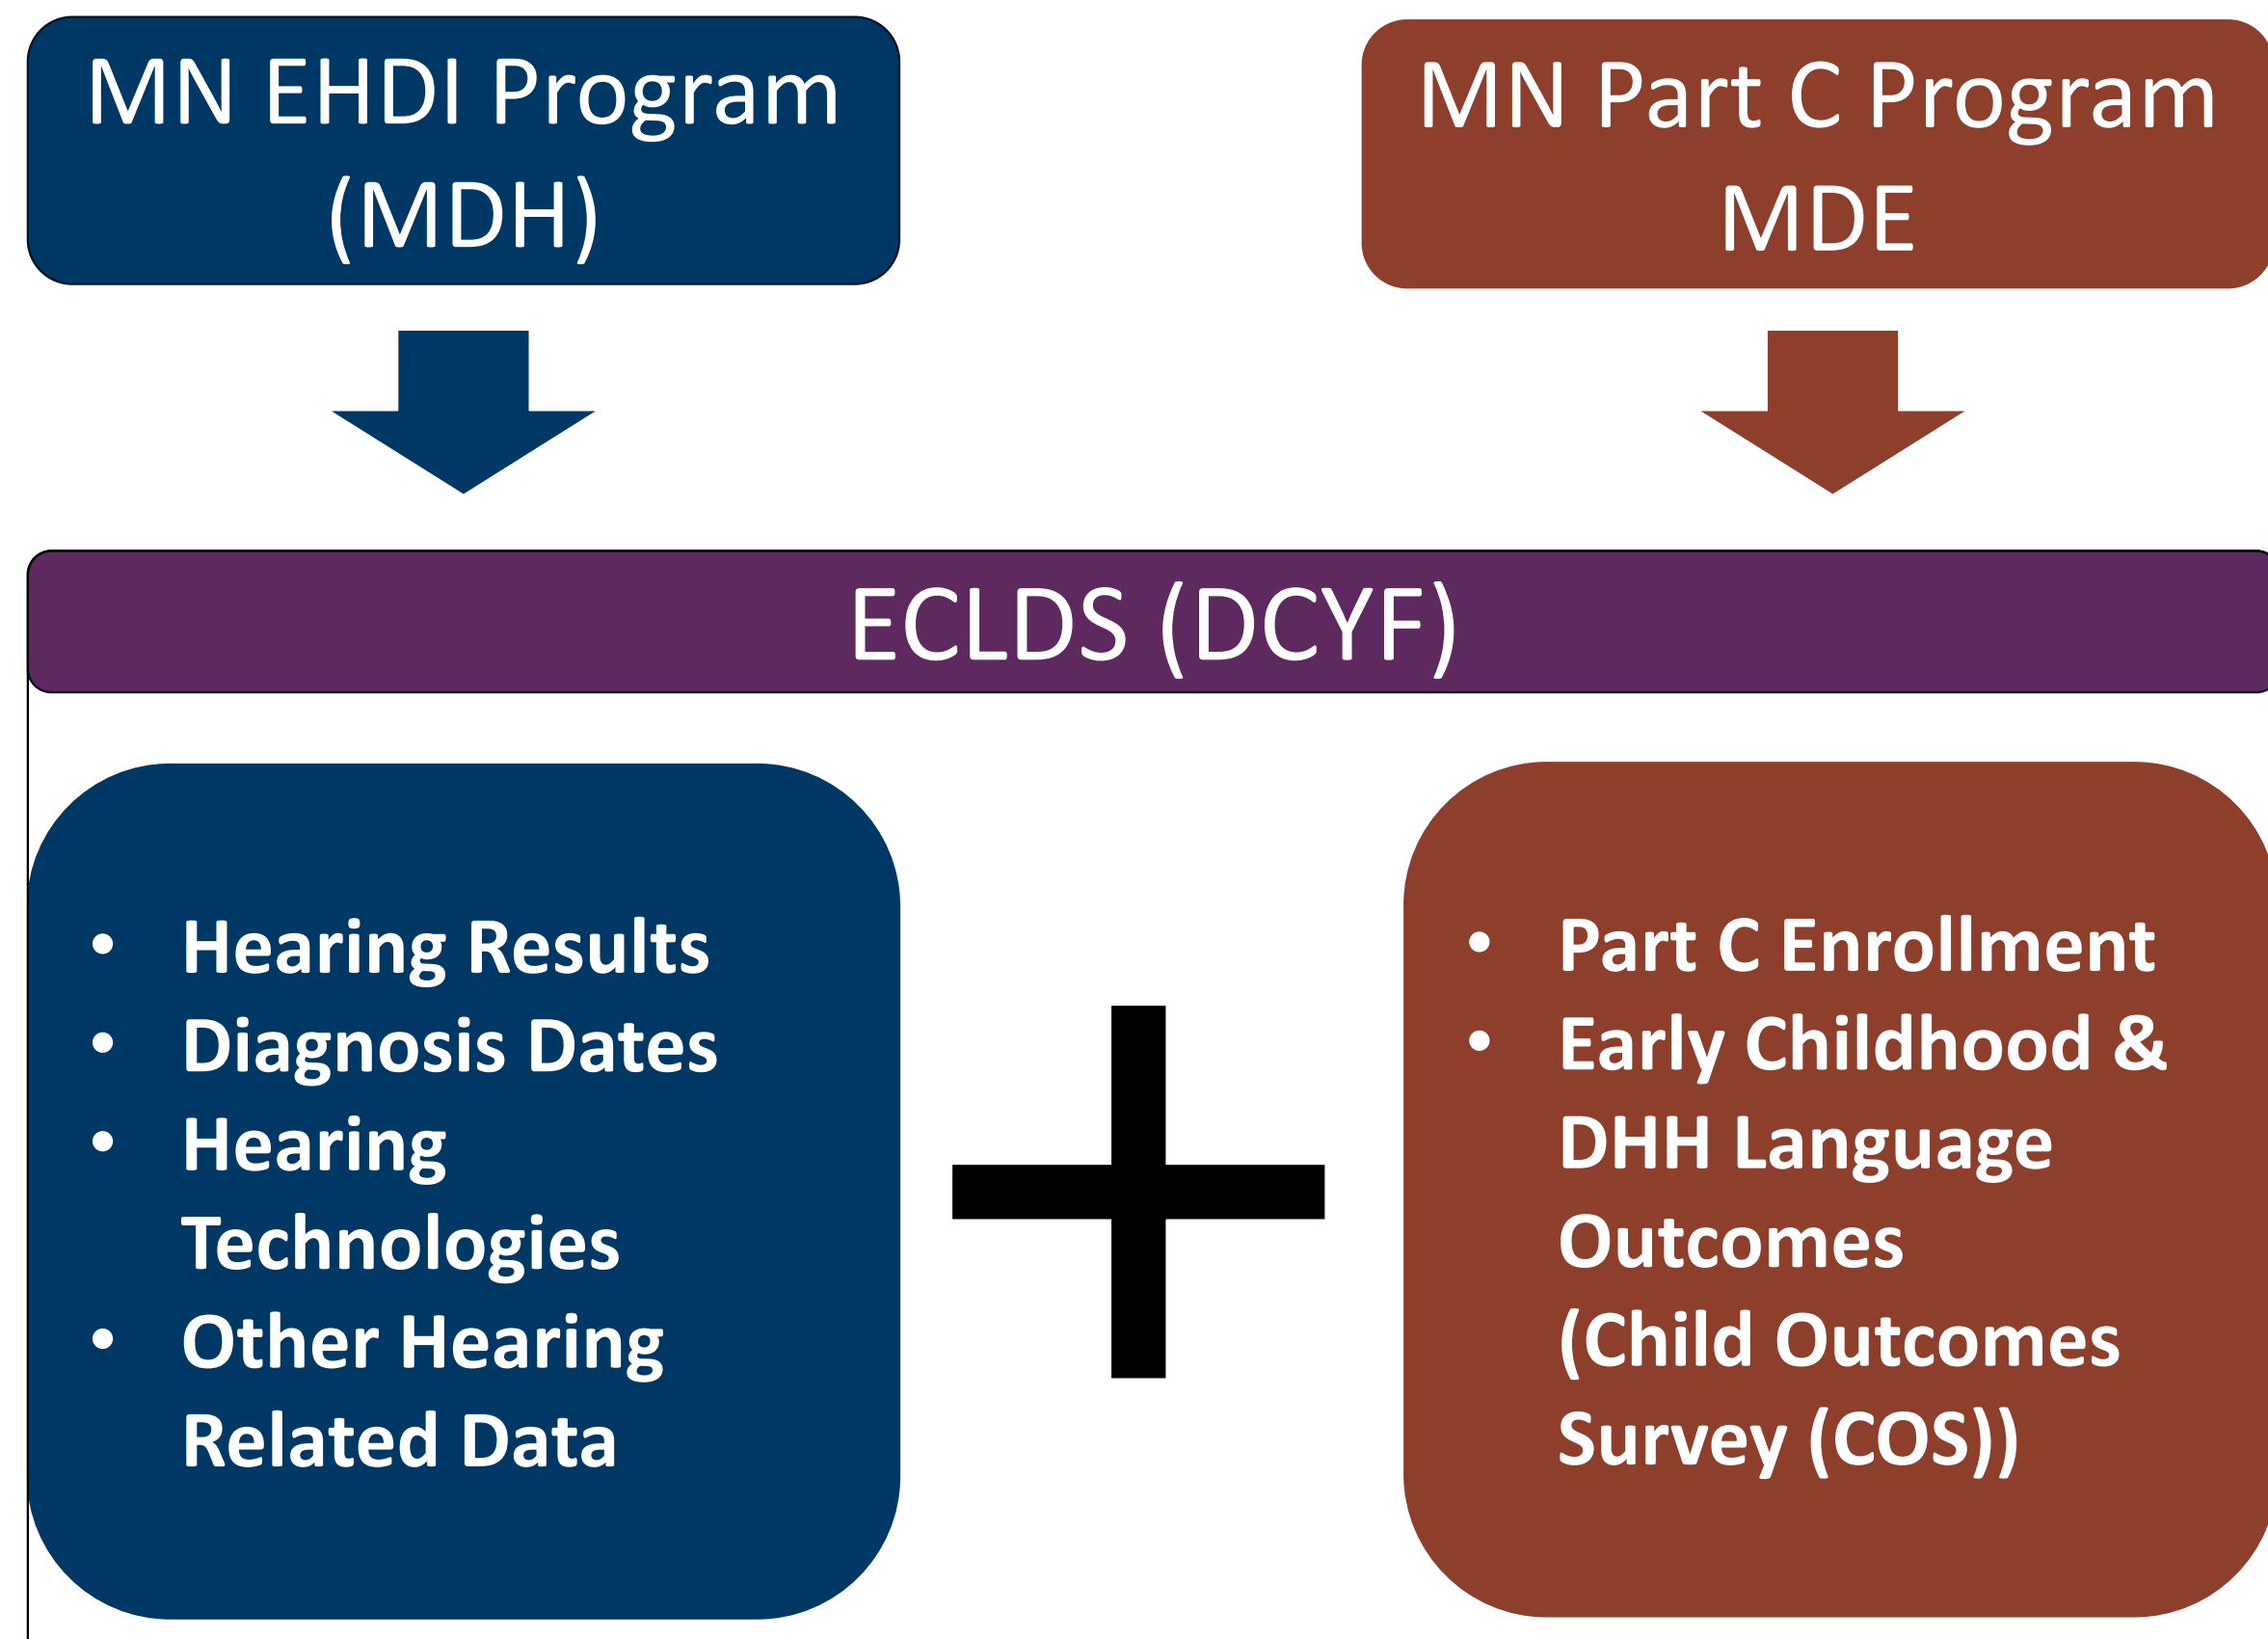 MN EHDI Program
(MDH)
MN Part C Program
MDE
ECLDS (DCYF)
• Hearing Results
• Diagnosis Dates
• Hearing
Technologies
• Other Hearing
Related Data
• Part C Enrollment
• Early Childhood &
DHH Language
Outcomes
(Child Outcomes
Survey (COS))